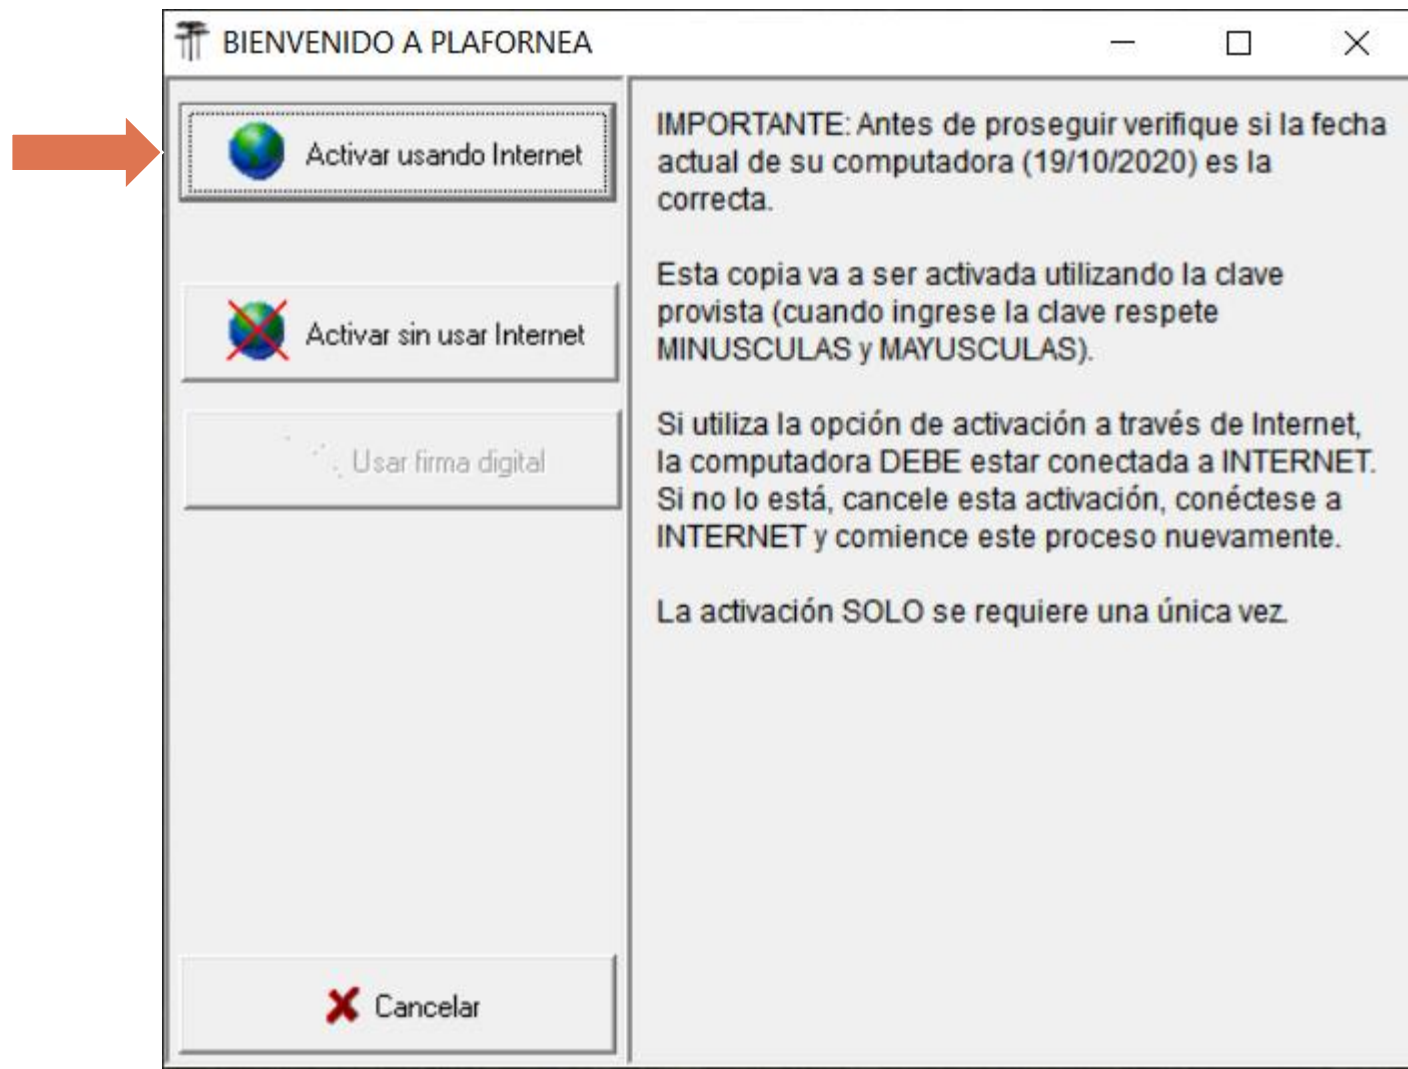 BIENVENIDO A PLAFORNEA
Activar usando Internet
Activar sin usar Internet
Usar firma digital
Cancelar
IMPORTANTE: Antes de proseguir verifique si la fecha
actual de su computadora (19/10/2020) es la
correcta.
Esta copia va a ser activada utilizando la clave
provista (cuando ingrese la clave respete
MINUSCULAS y MAYUSCULAS).
Si utiliza la opción de activación a través de Internet,
la computadora DEBE estar conectada a INTERNET.
Si no lo está, cancele esta activación, conéctese a
INTERNET y comience este proceso nuevamente.
La activación SOLO se requiere una única vez.